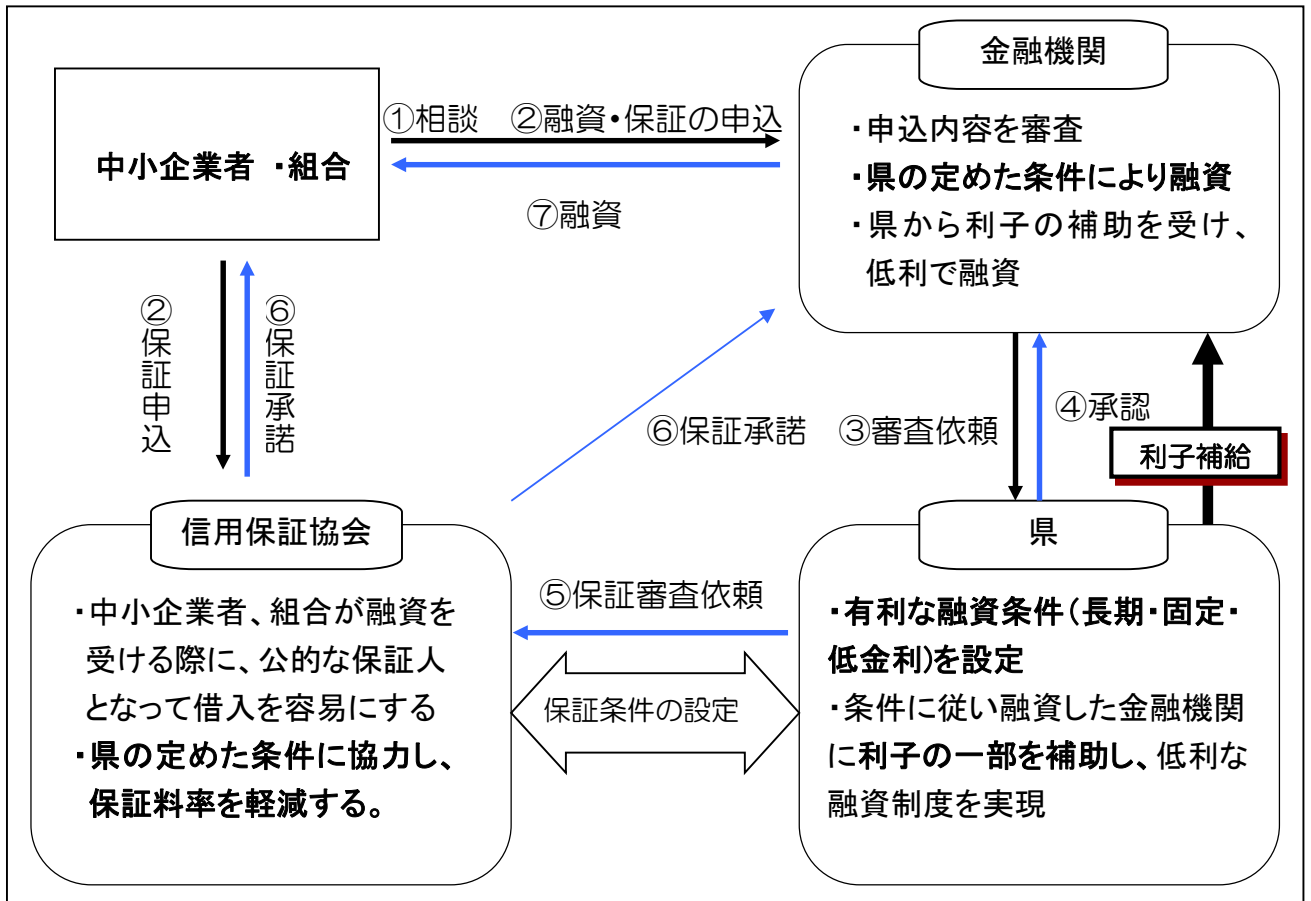 中小企業者 ・組合
①相談 ②融資・保証の申込
⑦融資
金融機関
・申込内容を審査
・県の定めた条件により融資
・県から利子の補助を受け、
低利で融資
②保証申込
⑥保証承諾
⑥保証承諾
③審査依頼
④承認
利子補給
信用保証協会
・中小企業者、組合が融資を
受ける際に、公的な保証人
となって借入を容易にする
・県の定めた条件に協力し、
保証料率を軽減する。
⑤保証審査依頼
保証条件の設定
県
・有利な融資条件(長期・固定・
低金利)を設定
・条件に従い融資した金融機関
に利子の一部を補助し、低利な
融資制度を実現